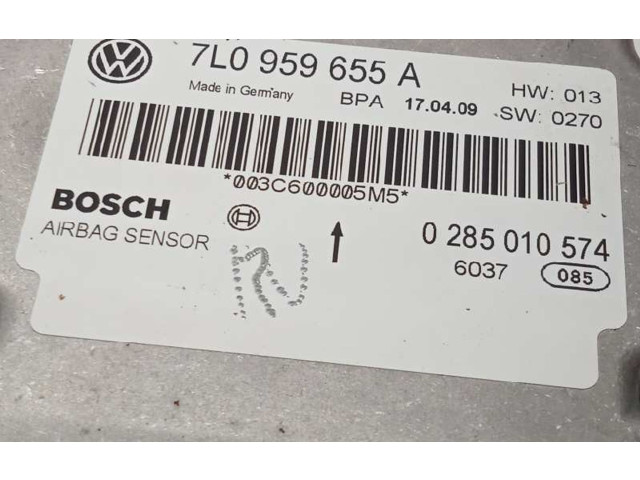 7L0 959 655 A
Made in Germany BPA 17.04.09
HW: 013
SW: 0270
*003C600005M5*
BOSCH
AIRBAG SENSOR
0 285 010 574
6037 085